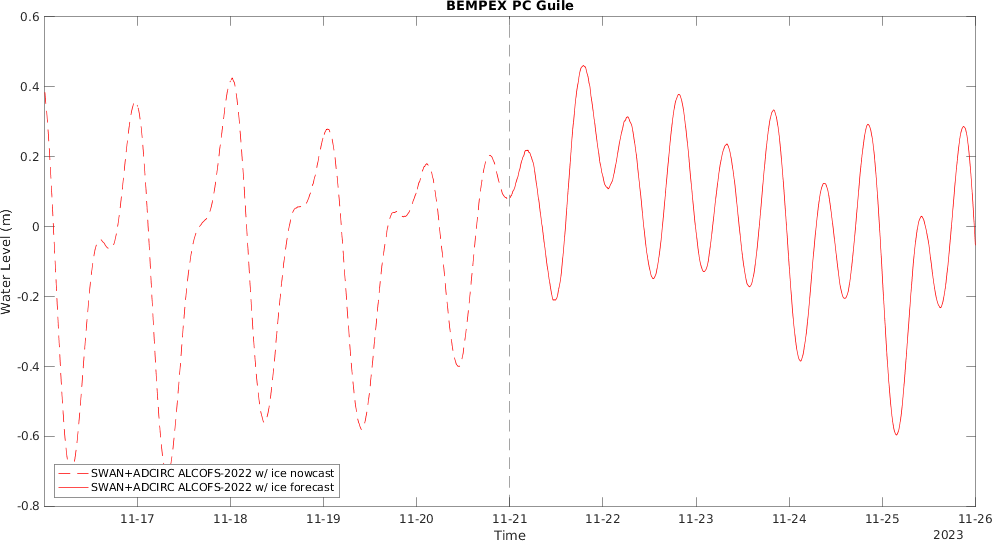 BEMPEX PC Guile
0.6
0.4
0.2
0
-0.2
-0.4
-0.6
-0.8
Water Level (m)
SWAN+ADCIRC ALCOFS-2022 w/ ice nowcast
SWAN+ADCIRC ALCOFS-2022 w/ ice forecast
11-17 11-18 11-19 11-20 11-21 11-22 11-23 11-24 11-25 11-26
Time
2023